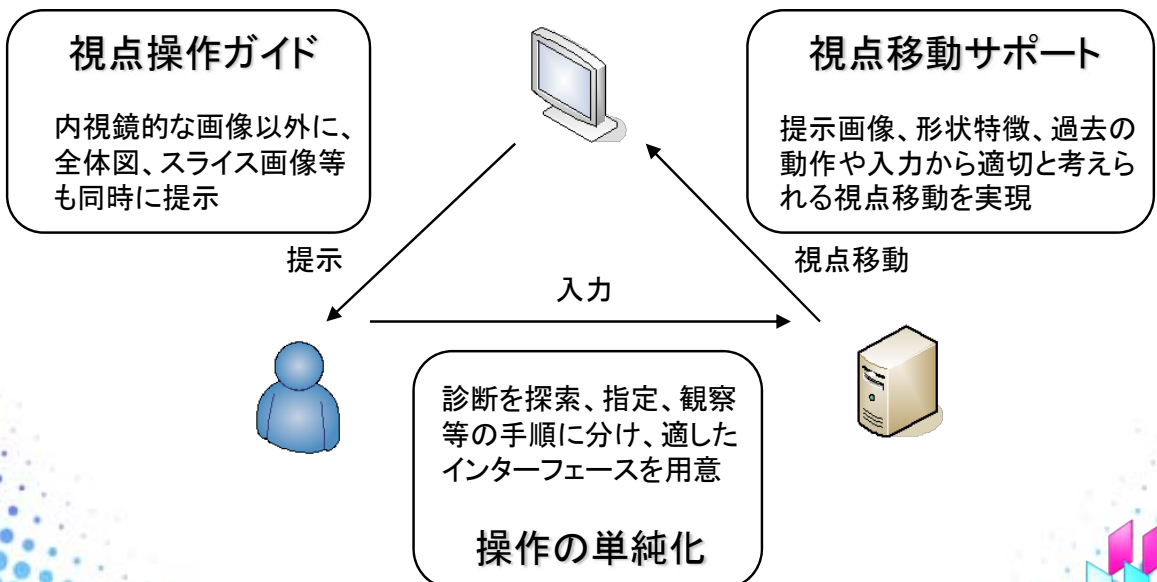 視点操作ガイド
内視鏡的な画像以外に、
全体図、スライス画像等
も同時に提示
視点移動サポート
提示画像、形状特徴、過去の
動作や入力から適切と考えら
れる視点移動を実現
提示
視点移動
入力
診断を探索、指定、観察
等の手順に分け、適した
インターフェースを用意
操作の単純化